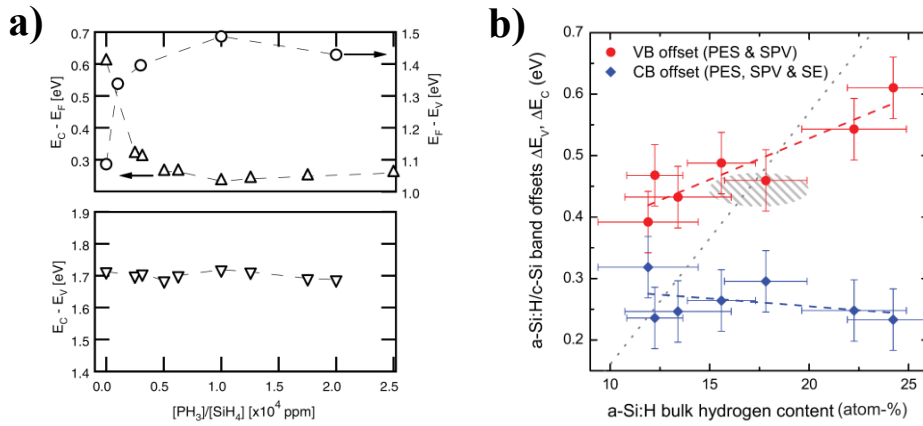 a)
0.7
0.6
0.5
0.4
0.3
E_C - E_F [eV]
1.5
1.4
1.3
1.2
1.1
1.0
E_F - E_V [eV]
1.9
1.8
1.7
1.6
1.5
1.4
E_C - E_V [eV]
0.0 0.5 1.0 1.5 2.0 2.5
[PH_3]/[SiH_4] [x10^4 ppm]
b)
VB offset (PES & SPV)
CB offset (PES, SPV & SE)
0.7
0.6
0.5
0.4
0.3
0.2
a-Si:H/c-Si band offsets ΔE_V, ΔE_C (eV)
10 15 20 25
a-Si:H bulk hydrogen content (atom-%)